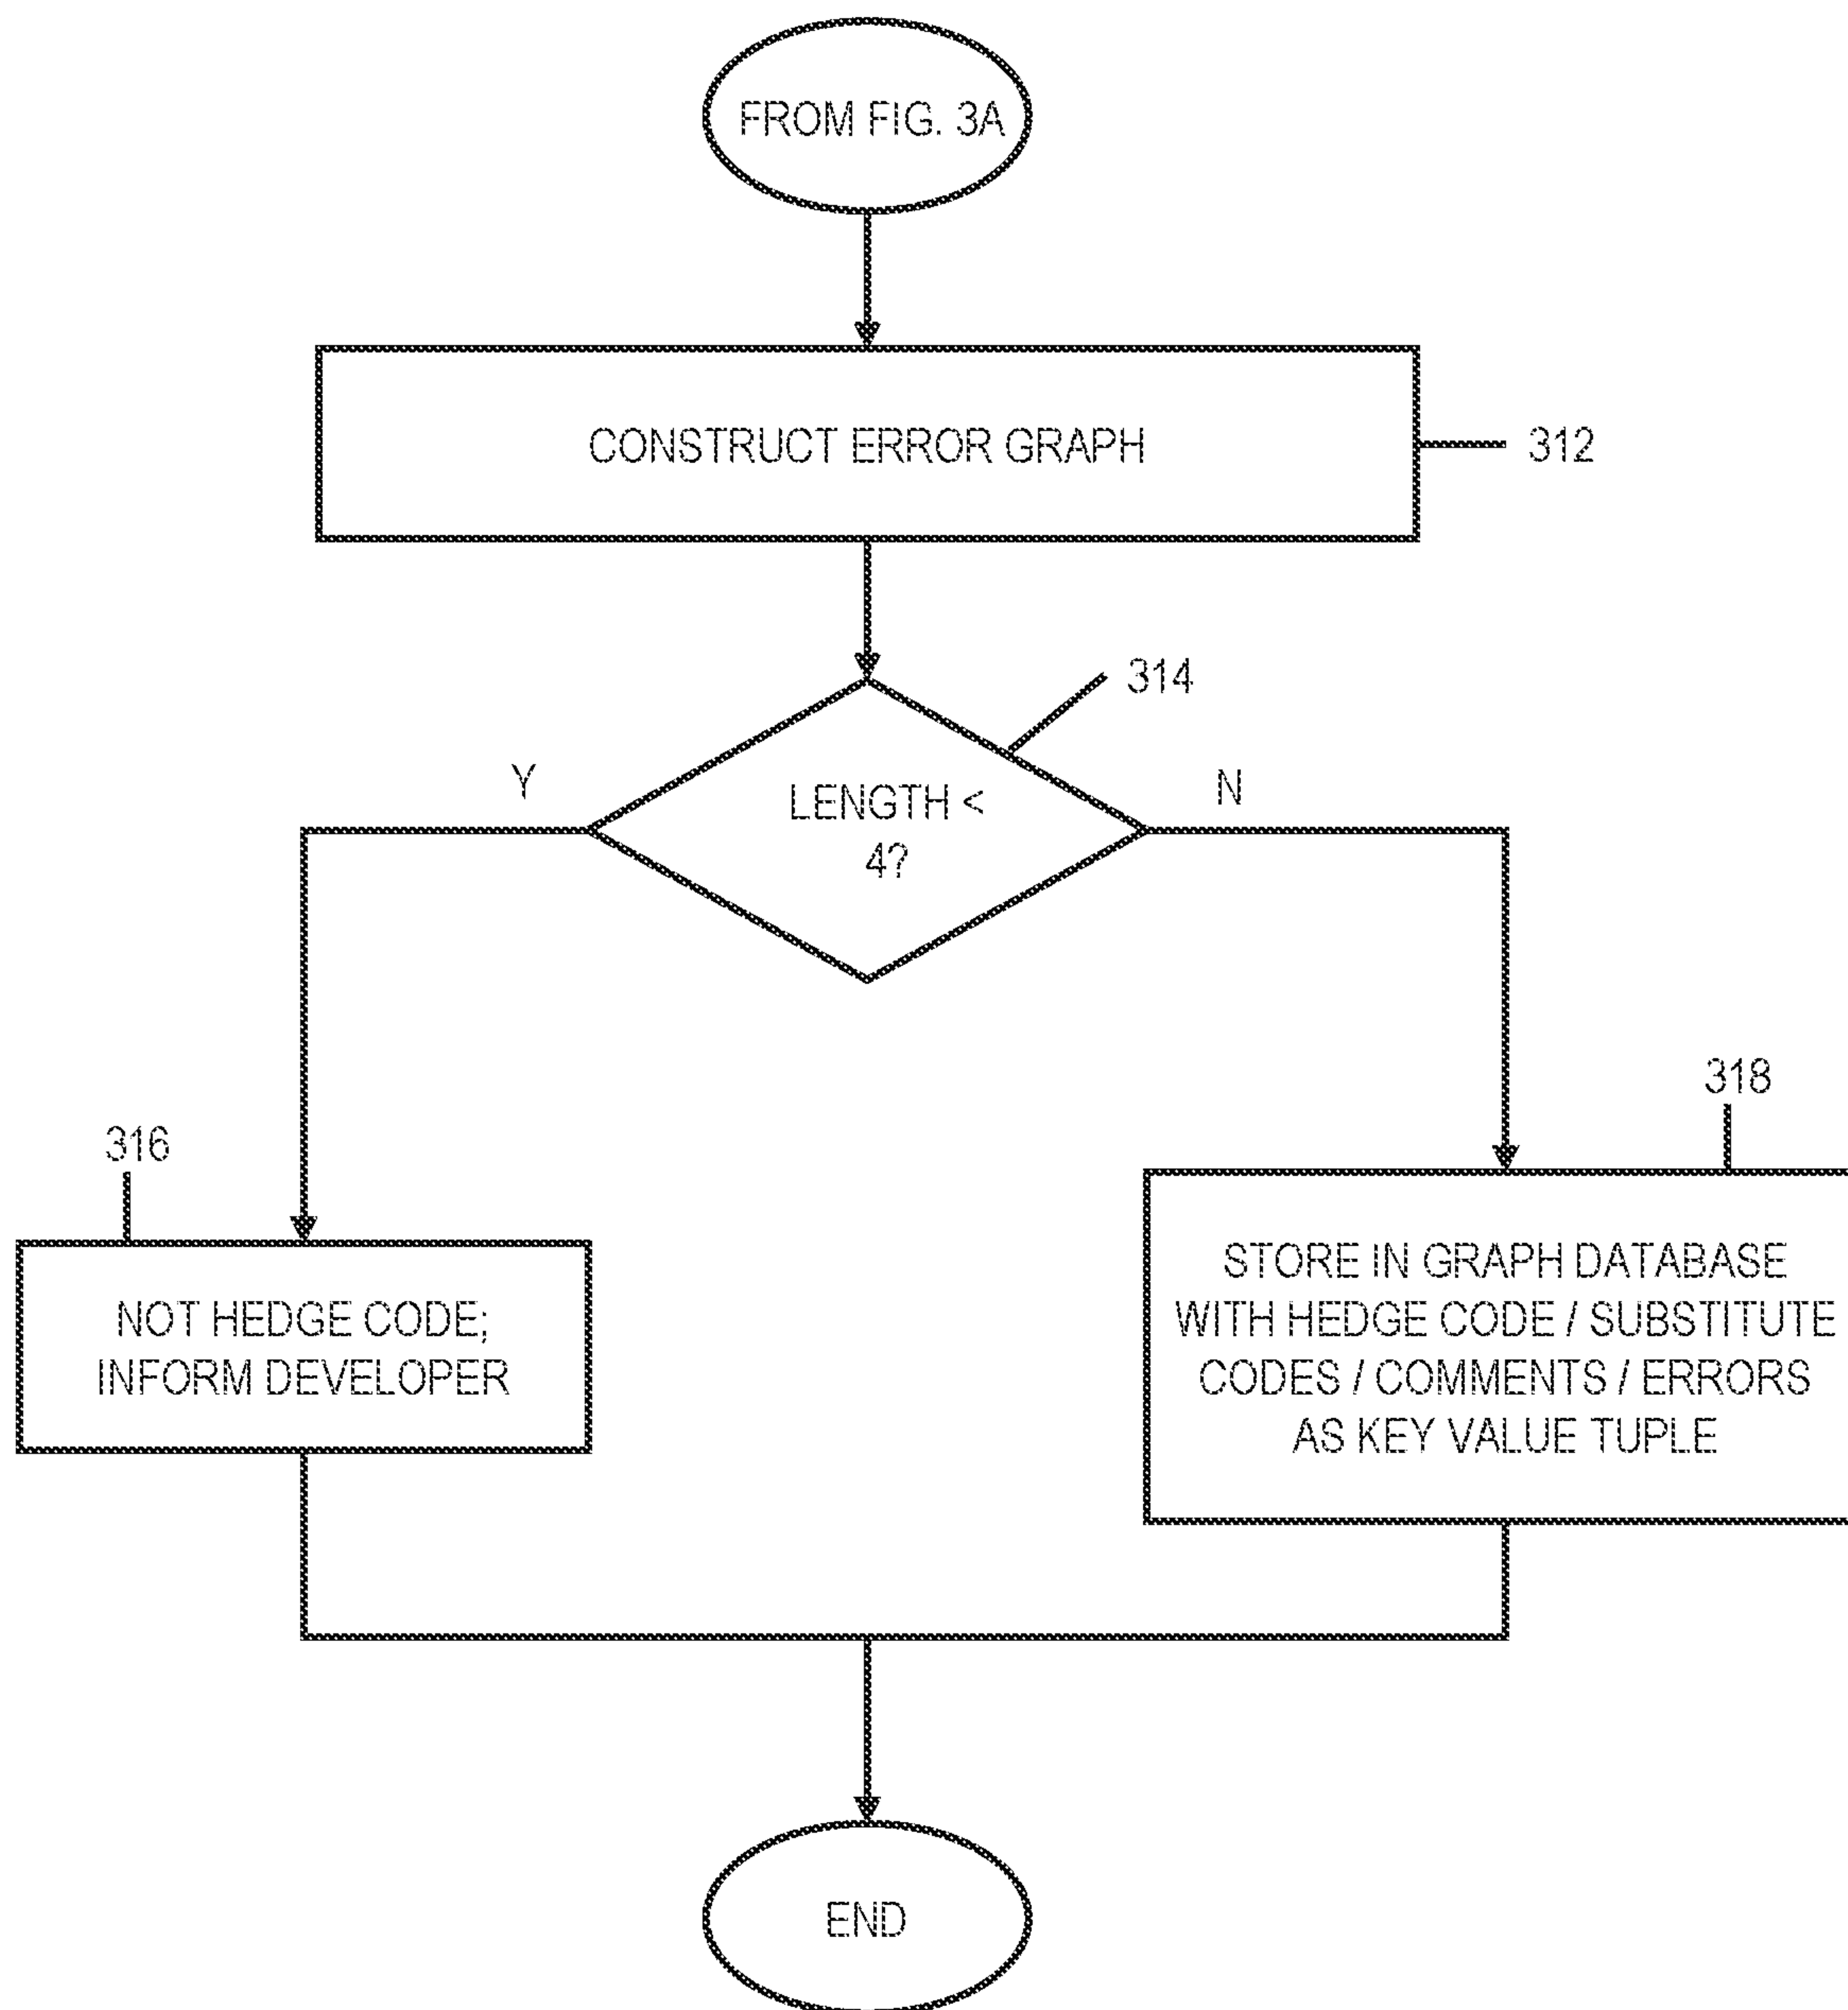 FROM FIG. 3A
CONSTRUCT ERROR GRAPH
312
314
Y
LENGTH <
4?
N
316
318
NOT HEDGE CODE;
INFORM DEVELOPER
STORE IN GRAPH DATABASE
WITH HEDGE CODE / SUBSTITUTE
CODES / COMMENTS / ERRORS
AS KEY VALUE TUPLE
END